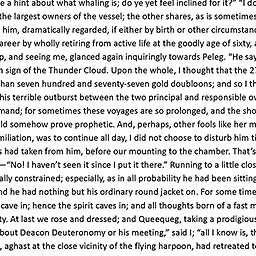 e a hint about what whaling is; do ye yet feel inclined for it?” “I do
the largest owners of the vessel; the other shares, as is sometimes
him, dramatically regarded, if either by birth or other circumstanc
areer by wholly retiring from active life at the goodly age of sixty, a
p, and seeing me, glanced again inquiringly towards Peleg. “He say
n sign of the Thunder Cloud. Upon the whole, I thought that the 27
han seven hundred and seventy-seven gold doubloons; and so I th
his terrible outburst between the two principal and responsible ow
mand; for sometimes these voyages are so prolonged, and the sho
ld somehow prove prophetic. And, perhaps, other fools like her m
miliation, was to continue all day, I did not choose to disturb him ti
s had taken from him, before our mounting to the chamber. That’s
—“No! I haven’t seen it since I put it there.” Running to a little clos
ally constrained; especially, as in all probability he had been sitting
nd he had nothing but his ordinary round jacket on. For some time
cave in; hence the spirit caves in; and all thoughts born of a fast m
ty. At last we rose and dressed; and Queequeg, taking a prodigious
bout Deacon Deuteronomy or his meeting,” said I; “all I know is, th
, aghast at the close vicinity of the flying harpoon, had retreated t